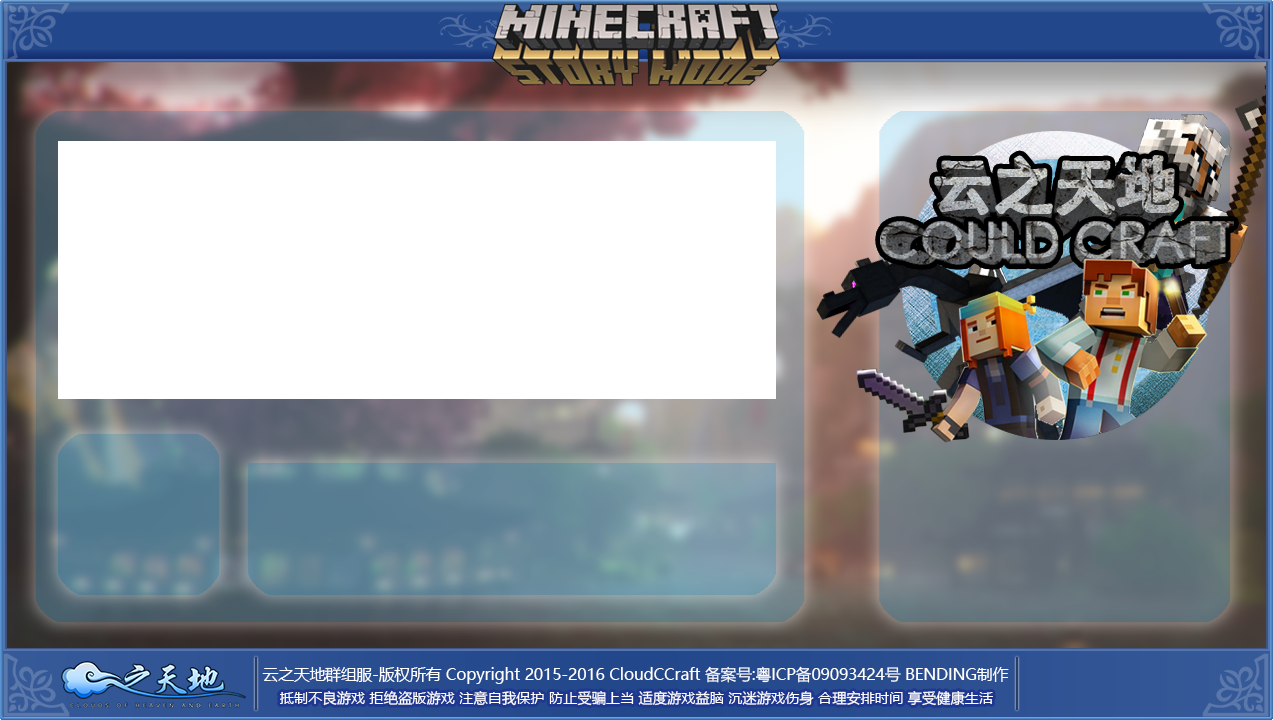 MINECRAFT
STORY MODE
云之天地
COULD CRAFT
之天地
CLOUDS OF HEAVEN AND EARTH
云之天地群组服-版权所有 Copyright 2015-2016 CloudCCraft 备案号:粤ICP备09093424号 BENDING制作
抵制不良游戏 拒绝盗版游戏 注意自我保护 防止受骗上当 适度游戏益脑 沉迷游戏伤身 合理安排时间 享受健康生活